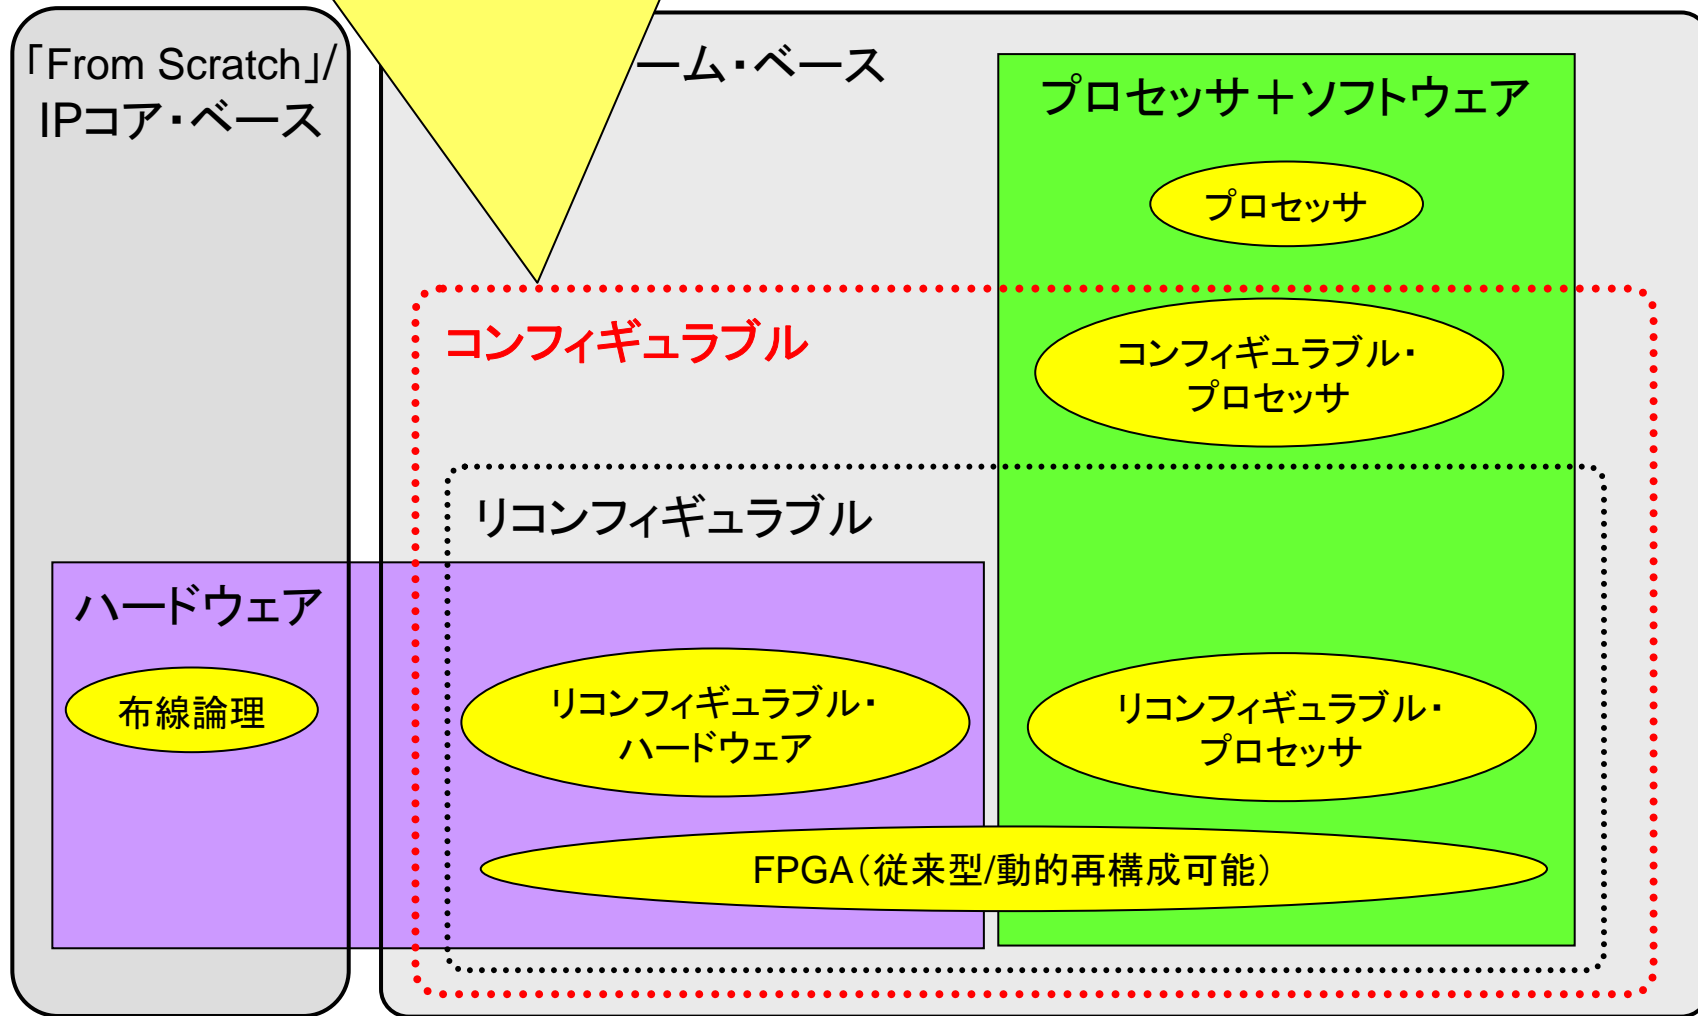 「From Scratch」/
IPコア・ベース
ーム・ベース
プロセッサ＋ソフトウェア
プロセッサ
コンフィギュラブル
コンフィギュラブル・
プロセッサ
リコンフィギュラブル
ハードウェア
布線論理
リコンフィギュラブル・
ハードウェア
リコンフィギュラブル・
プロセッサ
FPGA（従来型/動的再構成可能）